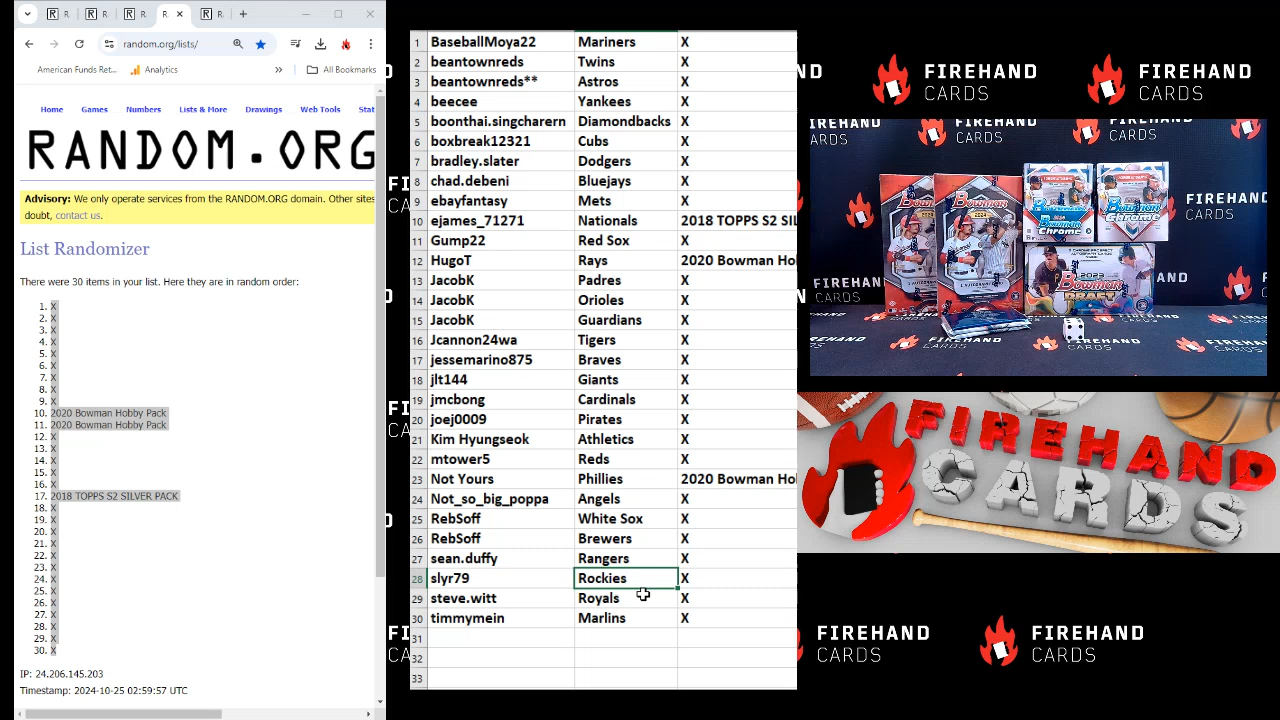 random.org/lists/
American Funds Ret...
Analytics
»
All Bookmarks
Home
Games
Numbers
Lists & More
Drawings
Web Tools
Stat
RANDOM.ORG
Advisory: We only operate services from the RANDOM.ORG domain. Other sites
doubt, contact us.
List Randomizer
There were 30 items in your list. Here they are in random order:
1. X
2. X
3. X
4. X
5. X
6. X
7. X
8. X
9. X
10. 2020 Bowman Hobby Pack
11. 2020 Bowman Hobby Pack
12. X
13. X
14. X
15. X
16. X
17. 2018 TOPPS S2 SILVER PACK
18. X
19. X
20. X
21. X
22. X
23. X
24. X
25. X
26. X
27. X
28. X
29. X
30. X
IP: 24.206.145.203
Timestamp: 2024-10-25 02:59:57 UTC
1 BaseballMoya22 Mariners X
2 beantownreds Twins X
3 beantownreds** Astros X
4 beecee Yankees X
5 boonthai.singcharern Diamondbacks X
6 boxbreak12321 Cubs X
7 bradley.slater Dodgers X
8 chad.debeni Bluejays X
9 ebayfantasy Mets X
10 ejames_71271 Nationals 2018 TOPPS S2 SIL
11 Gump22 Red Sox X
12 HugoT Rays 2020 Bowman Ho
13 JacobK Padres X
14 JacobK Orioles X
15 JacobK Guardians X
16 Jcannon24wa Tigers X
17 jessemarino875 Braves X
18 jlt144 Giants X
19 jmcbong Cardinals X
20 joej0009 Pirates X
21 Kim Hyungseok Athletics X
22 mtower5 Reds X
23 Not Yours Phillies 2020 Bowman Ho
24 Not_so_big_poppa Angels X
25 RebSoff White Sox X
26 RebSoff Brewers X
27 sean.duffy Rangers X
28 slyr79 Rockies X
29 steve.witt Royals X
30 timmymein Marlins X
31
32
33
FIREHAND
CARDS
FIREHAND
CARDS
Bowman
Bowman
Bowman
Chrome
Bowman
Chrome
2023
Bowman
DRAFT
FIREHAND
CARDS
FIREHAND
CARDS
FIREHAND
CARDS